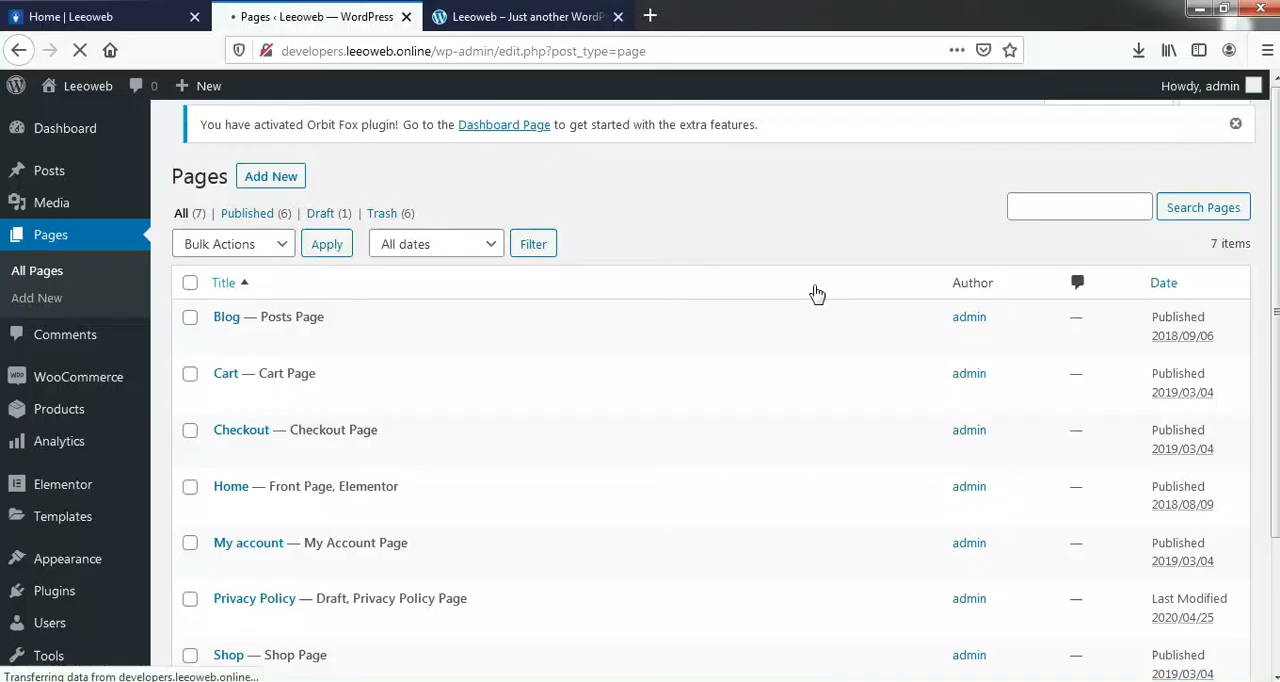 Home | Leeoweb
Pages ‹ Leeoweb — WordPress
Leeoweb – Just another WordP
developers.leeoweb.online/wp-admin/edit.php?post_type=page
Leeoweb 0 New Howdy, admin
Dashboard
Posts
Media
Pages
All Pages
Add New
Comments
WooCommerce
Products
Analytics
Elementor
Templates
Appearance
Plugins
Users
Tools
You have activated Orbit Fox plugin! Go to the Dashboard Page to get started with the extra features.
Pages Add New
All (7) | Published (6) | Draft (1) | Trash (6)
Search Pages
Bulk Actions Apply All dates Filter
7 items
Title Author Date
Blog — Posts Page admin — Published
2018/09/06
Cart — Cart Page admin — Published
2019/03/04
Checkout — Checkout Page admin — Published
2019/03/04
Home — Front Page, Elementor admin — Published
2018/08/09
My account — My Account Page admin — Published
2019/03/04
Privacy Policy — Draft, Privacy Policy Page admin — Last Modified
2020/04/25
Shop — Shop Page admin — Published
2019/03/04
Transferring data from developers.leeoweb.online...